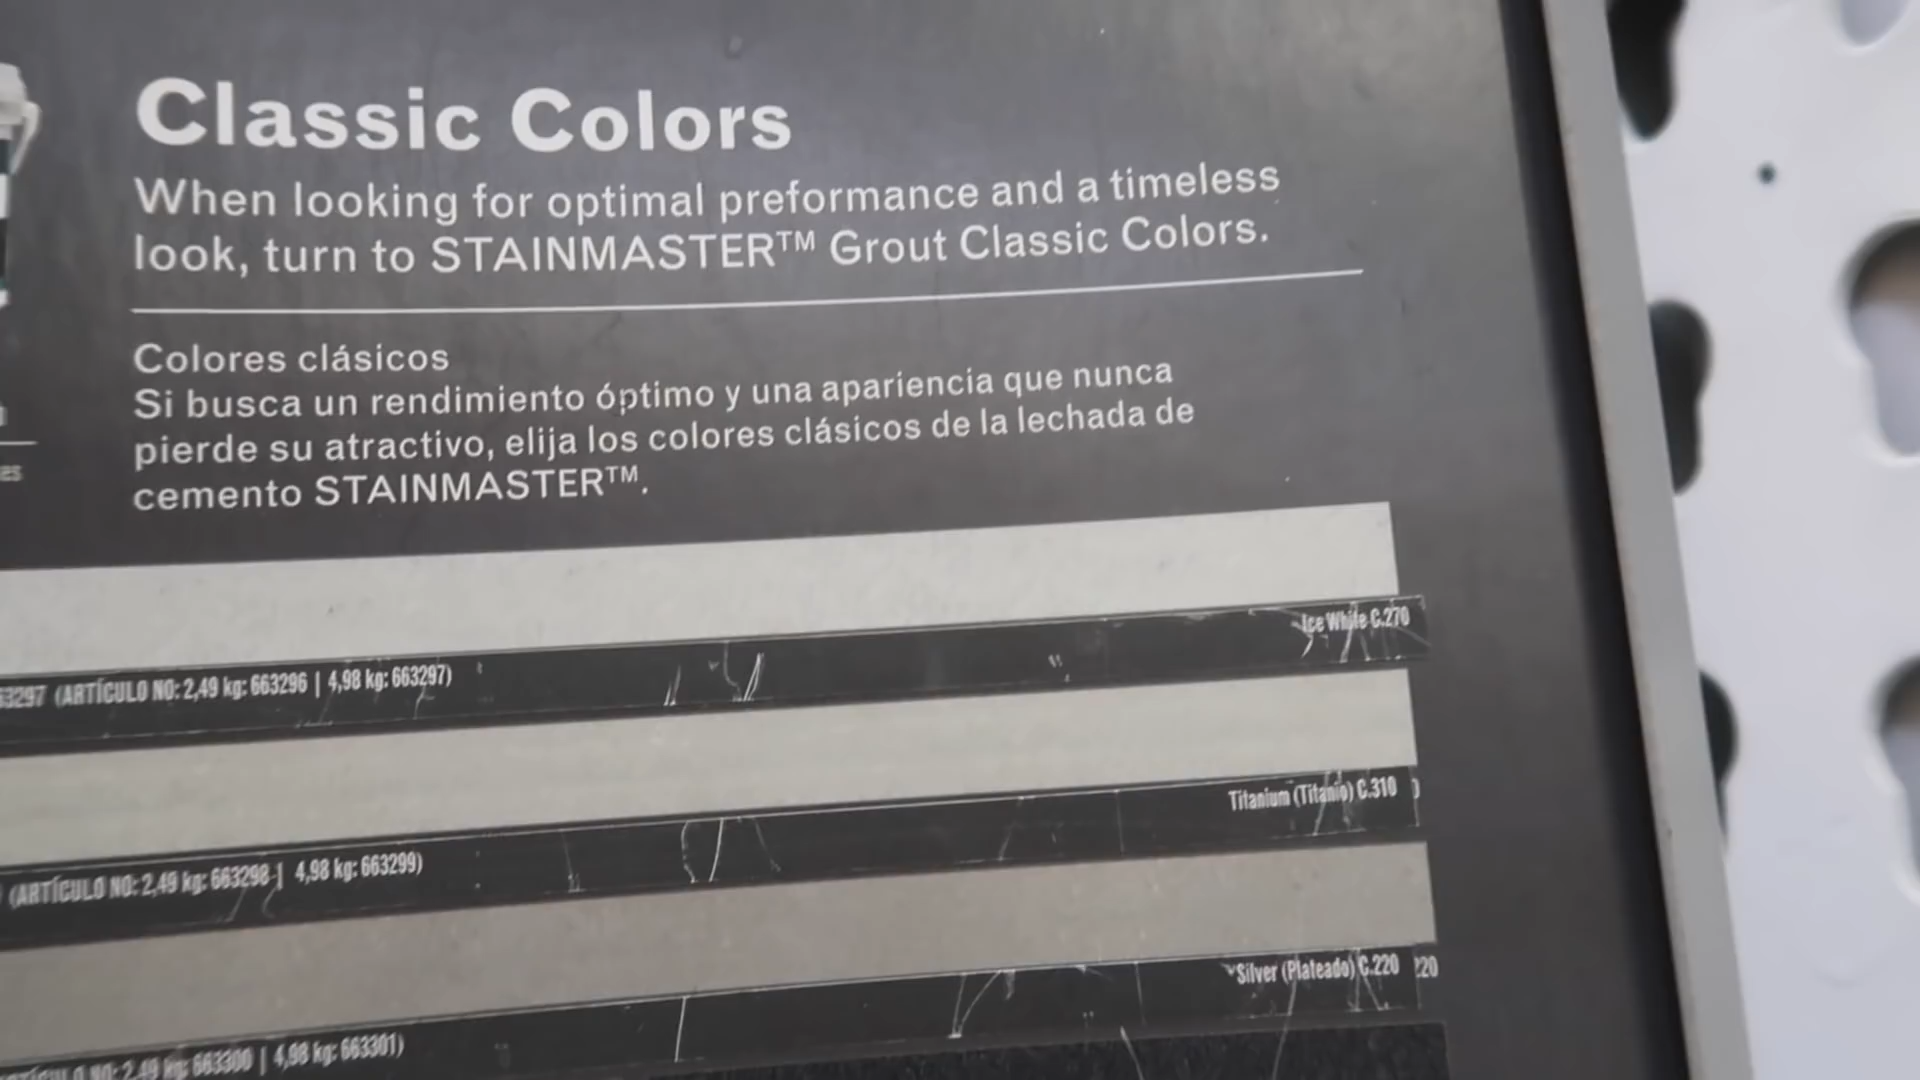 Classic Colors
When looking for optimal preformance and a timeless
look, turn to STAINMASTER™ Grout Classic Colors.
Colores clásicos
Si busca un rendimiento óptimo y una apariencia que nunca
pierde su atractivo, elija los colores clásicos de la lechada de
cemento STAINMASTER™.
Ice White C.270
63297 (ARTÍCULO NO: 2,49 kg: 663296 | 4,98 kg: 663297)
Titanium (Titanio) C.310
(ARTÍCULO NO: 2,49 kg: 663298 | 4,98 kg: 663299)
Silver (Plateado) C.220
NO: 2,49 kg: 663300 | 4,98 kg: 663301)